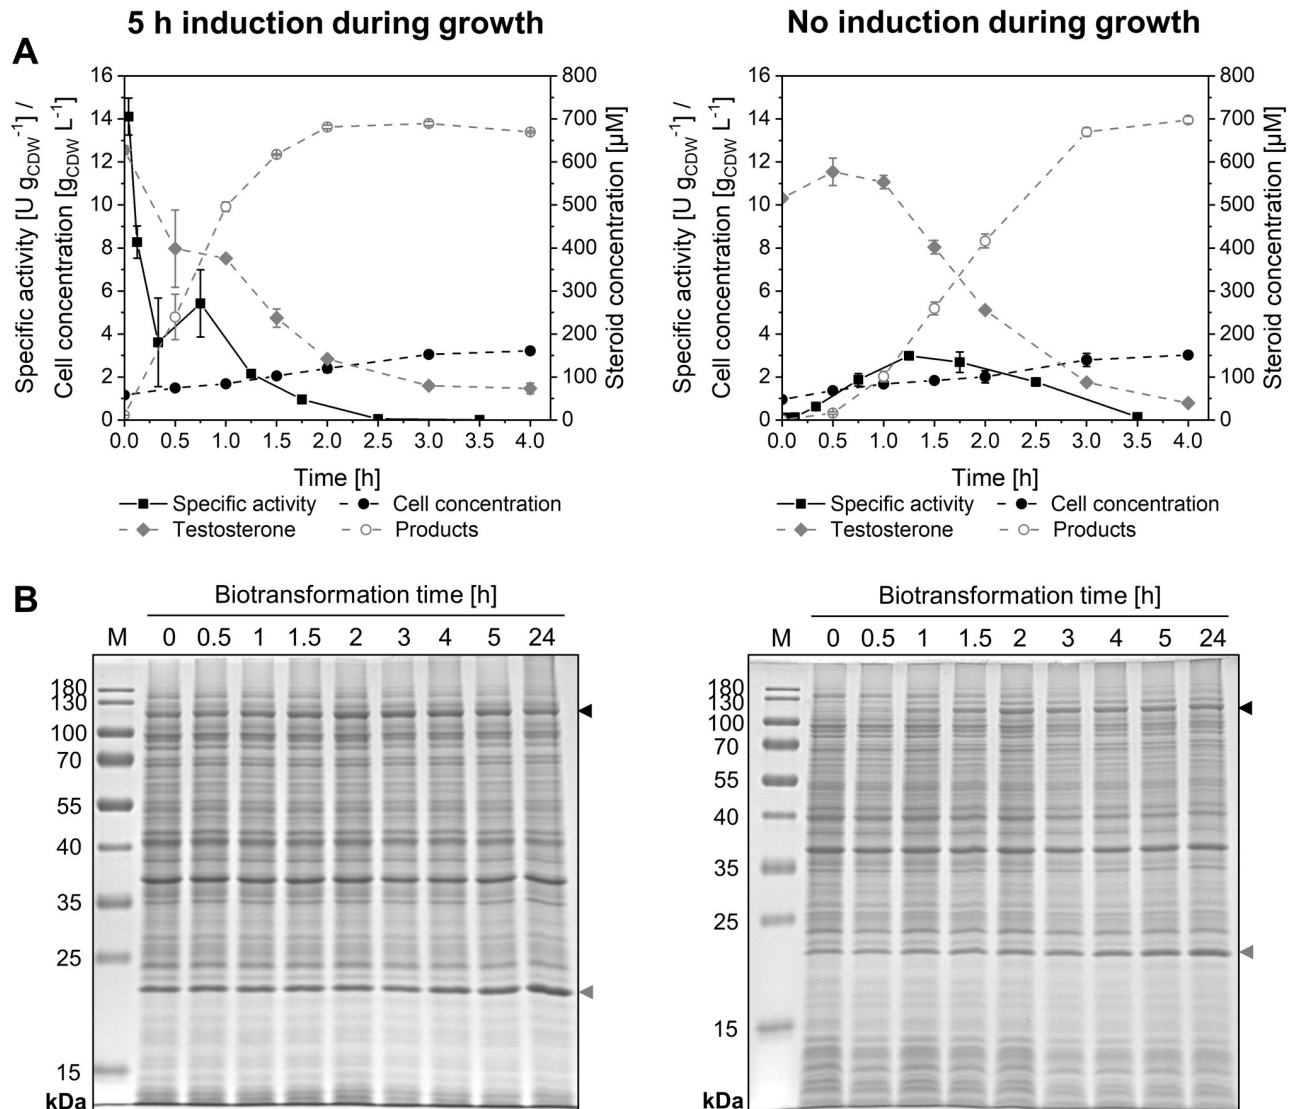 5 h induction during growth
No induction during growth
A
Specific activity [U g_CDW⁻¹] /
Cell concentration [g_CDW L⁻¹]
16
14
12
10
8
6
4
2
0
800
700
600
500
400
300
200
100
0
Steroid concentration [µM]
0.0 0.5 1.0 1.5 2.0 2.5 3.0 3.5 4.0
Time [h]
Specific activity Cell concentration
Testosterone Products
Specific activity [U g_CDW⁻¹] /
Cell concentration [g_CDW L⁻¹]
16
14
12
10
8
6
4
2
0
800
700
600
500
400
300
200
100
0
Steroid concentration [µM]
0.0 0.5 1.0 1.5 2.0 2.5 3.0 3.5 4.0
Time [h]
Specific activity Cell concentration
Testosterone Products
B
Biotransformation time [h]
M 0 0.5 1 1.5 2 3 4 5 24
180
130
100
70
55
40
35
25
15
kDa
Biotransformation time [h]
M 0 0.5 1 1.5 2 3 4 5 24
180
130
100
70
55
40
35
25
15
kDa